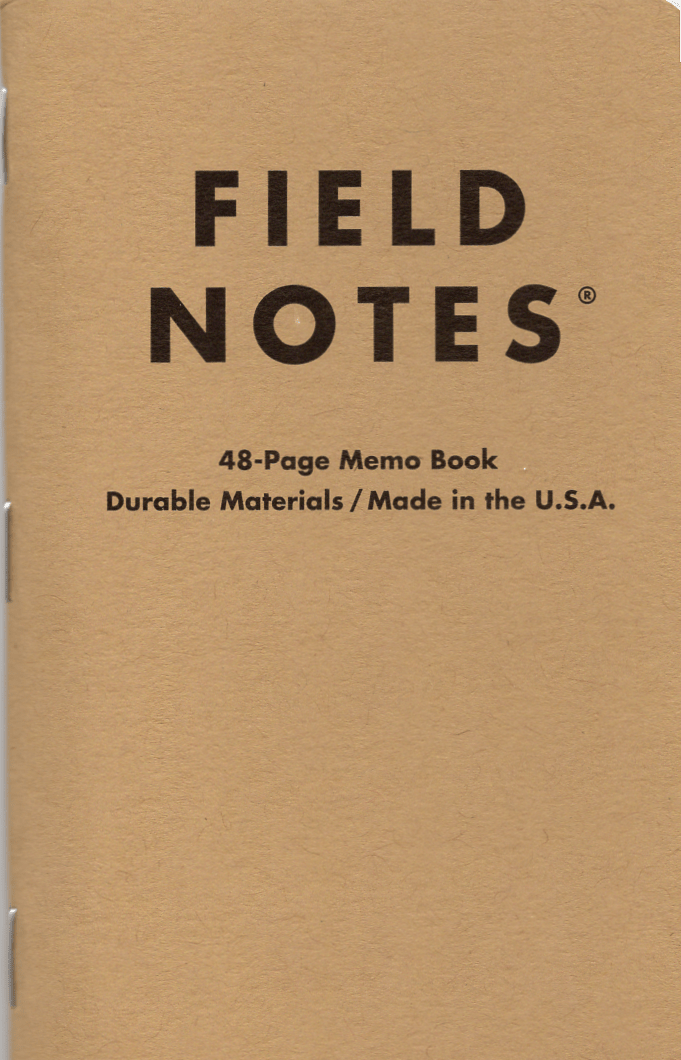 FIELD
NOTES®
48-Page Memo Book
Durable Materials / Made in the U.S.A.